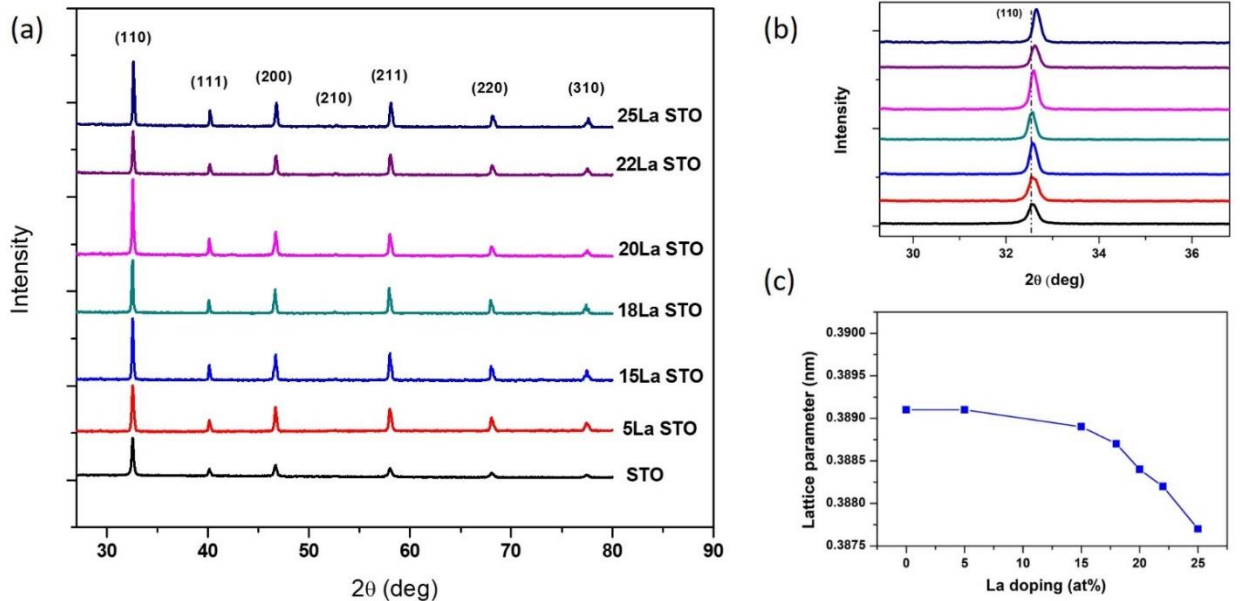 (a)
(110)
(111)
(200)
(210)
(211)
(220)
(310)
25La STO
22La STO
20La STO
18La STO
15La STO
5La STO
STO
Intensity
30 40 50 60 70 80 90
2θ (deg)
(b)
(110)
Intensity
30 32 34 36
2θ (deg)
(c)
0.3900
0.3895
0.3890
0.3885
0.3880
0.3875
Lattice parameter (nm)
0 5 10 15 20 25
La doping (at%)